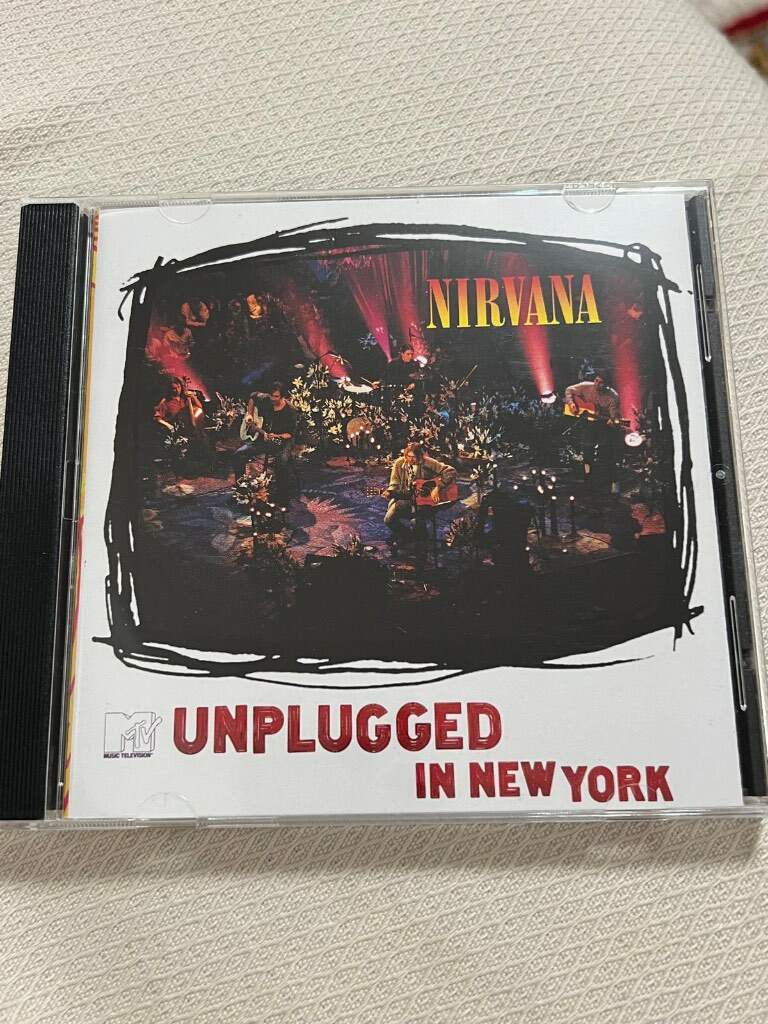 NIRVANA
MTV
MUSIC TELEVISION®
UNPLUGGED
IN NEW YORK